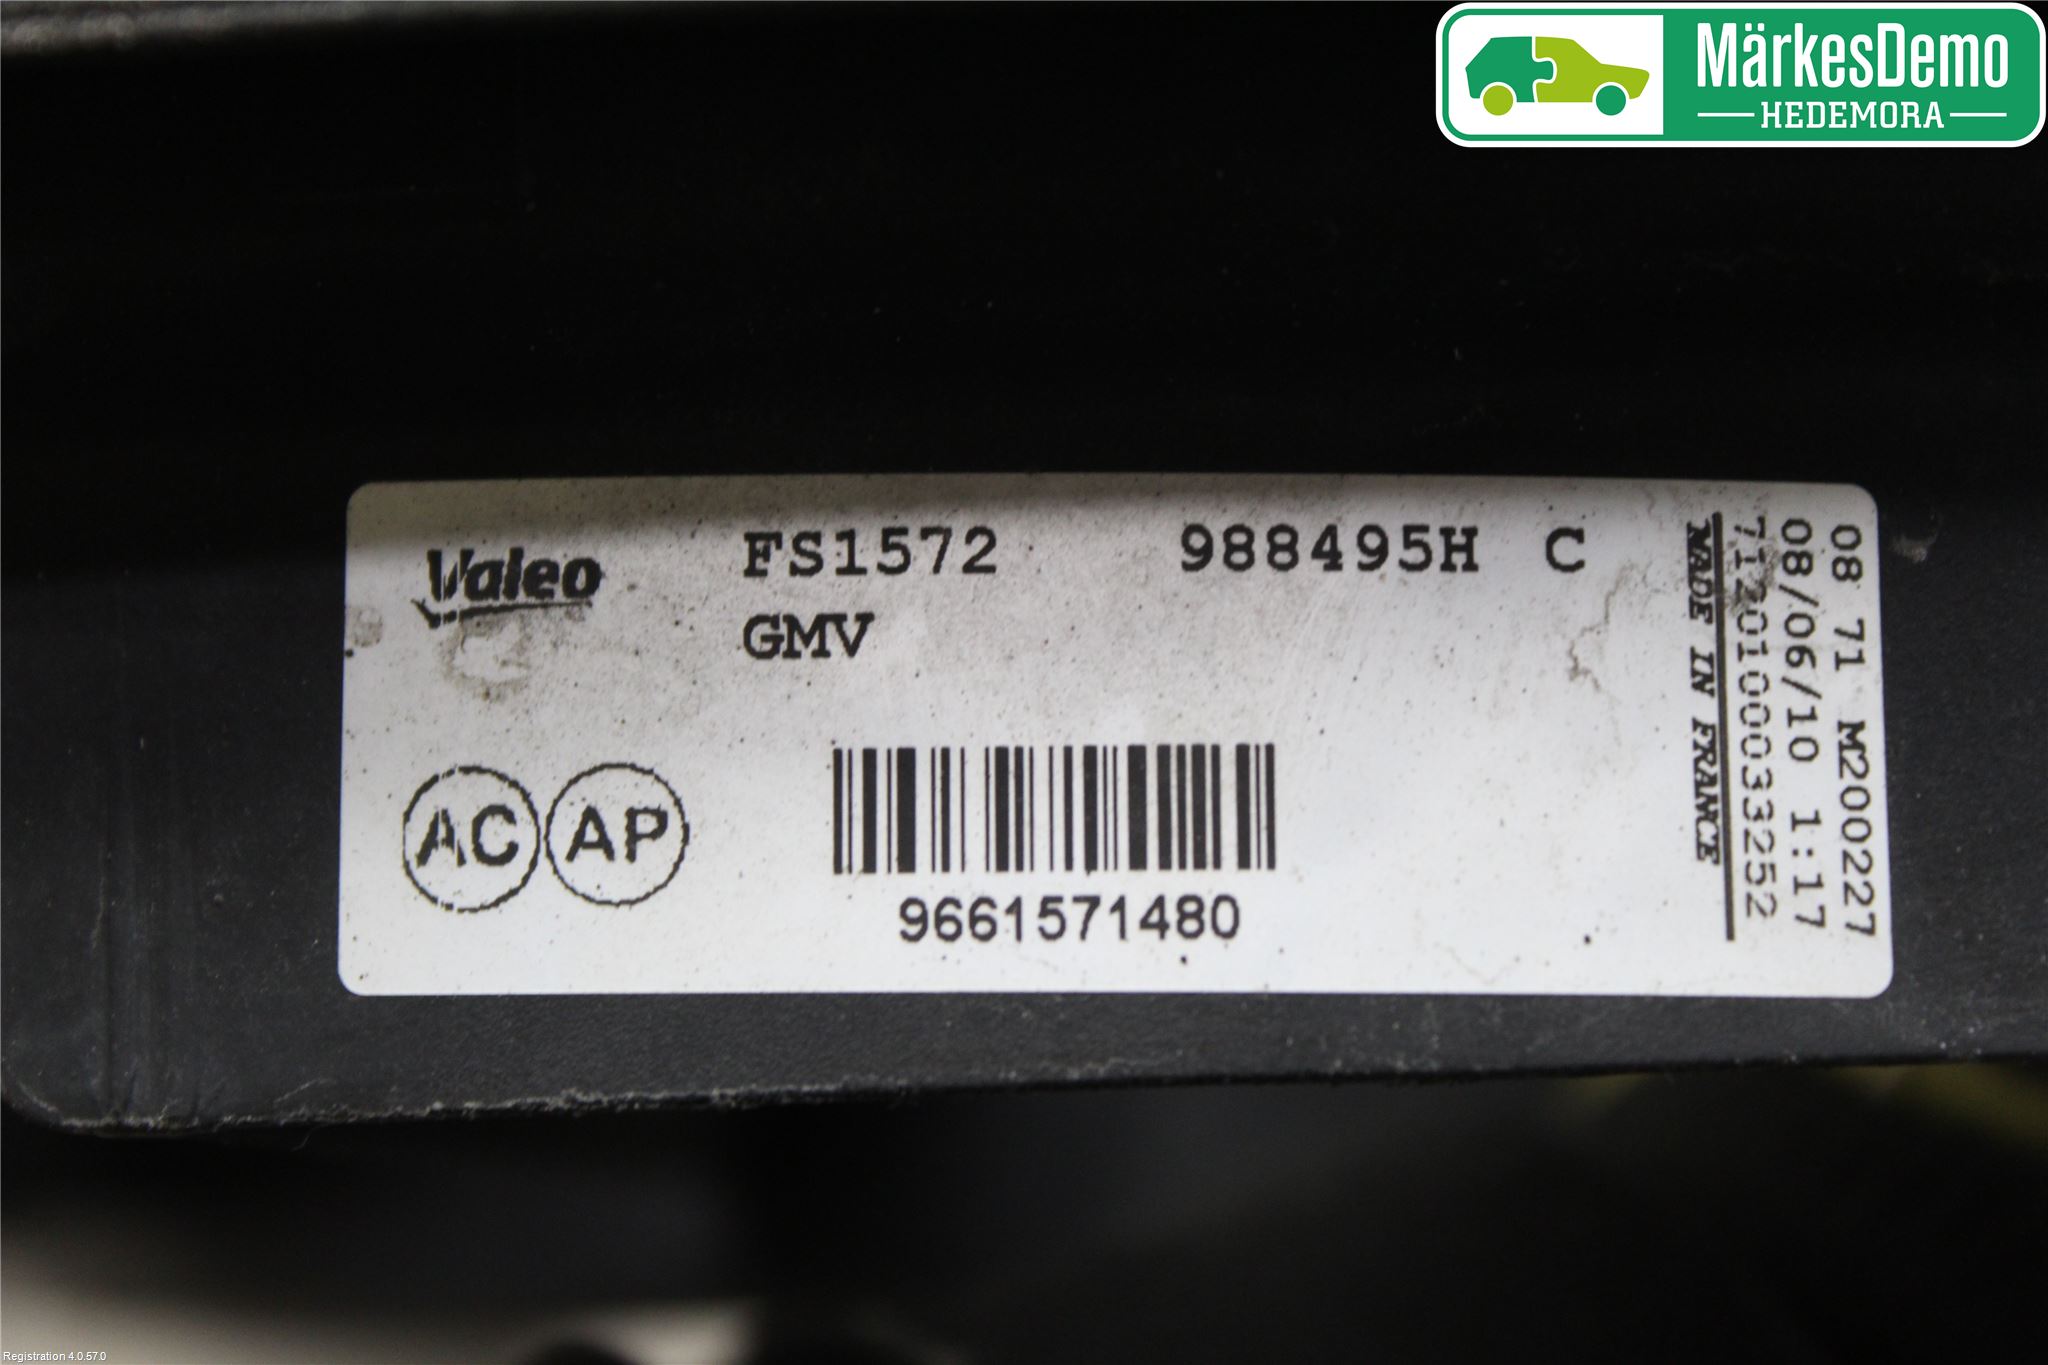 MärkesDemo
HEDEMORA
Valeo
FS1572 988495H C
GMV
AC AP
9661571480
08 71 M200227
08/06/10 1:17
7120100033252
MADE IN FRANCE
Registration 4.0.57.0